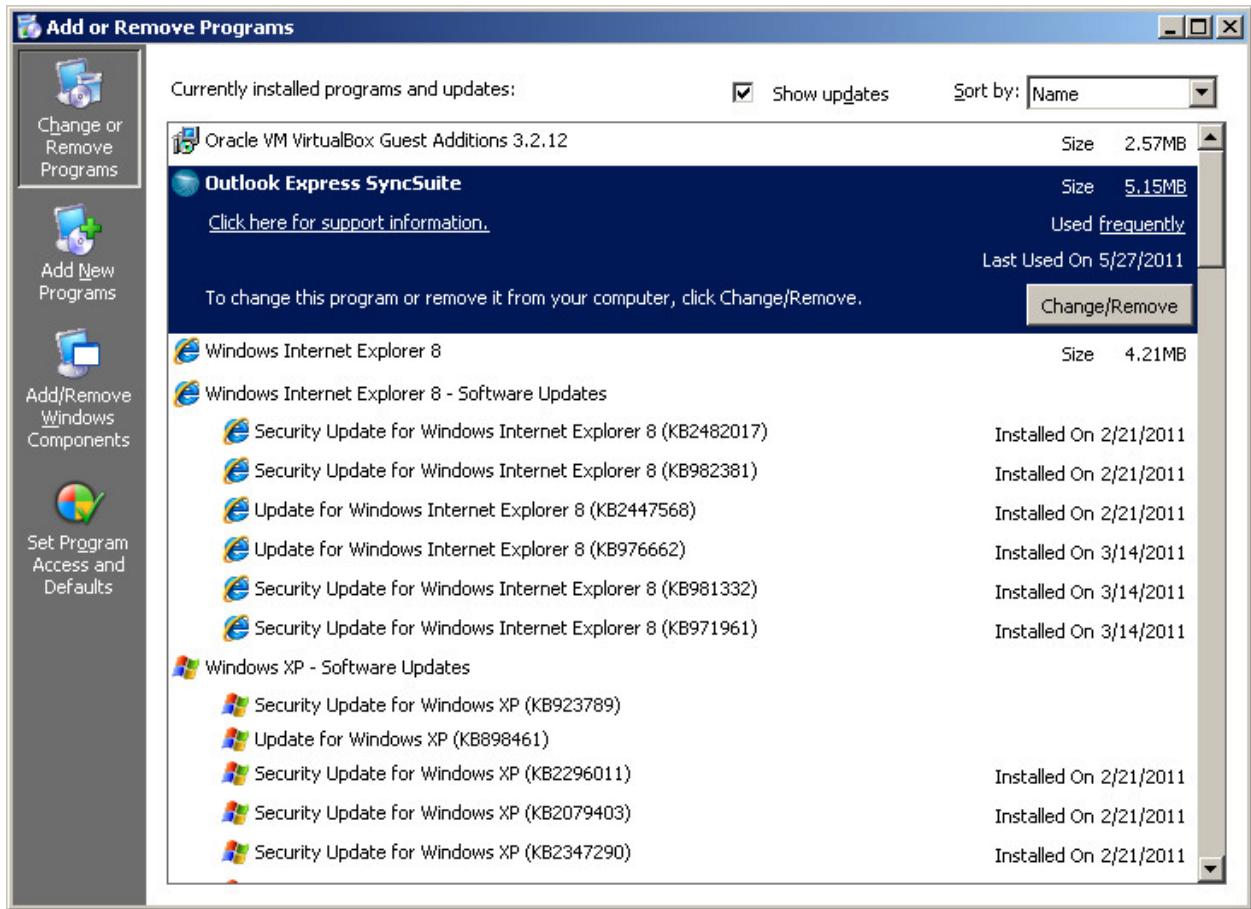 Add or Remove Programs
Change or
Remove
Programs
Add New
Programs
Add/Remove
Windows
Components
Set Program
Access and
Defaults
Currently installed programs and updates:
Show updates
Sort by: Name
Oracle VM VirtualBox Guest Additions 3.2.12 Size 2.57MB
Outlook Express SyncSuite Size 5.15MB
Click here for support information. Used frequently
Last Used On 5/27/2011
To change this program or remove it from your computer, click Change/Remove. Change/Remove
Windows Internet Explorer 8 Size 4.21MB
Windows Internet Explorer 8 - Software Updates
Security Update for Windows Internet Explorer 8 (KB2482017) Installed On 2/21/2011
Security Update for Windows Internet Explorer 8 (KB982381) Installed On 2/21/2011
Update for Windows Internet Explorer 8 (KB2447568) Installed On 2/21/2011
Update for Windows Internet Explorer 8 (KB976662) Installed On 3/14/2011
Security Update for Windows Internet Explorer 8 (KB981332) Installed On 3/14/2011
Security Update for Windows Internet Explorer 8 (KB971961) Installed On 3/14/2011
Windows XP - Software Updates
Security Update for Windows XP (KB923789)
Update for Windows XP (KB898461)
Security Update for Windows XP (KB2296011) Installed On 2/21/2011
Security Update for Windows XP (KB2079403) Installed On 2/21/2011
Security Update for Windows XP (KB2347290) Installed On 2/21/2011